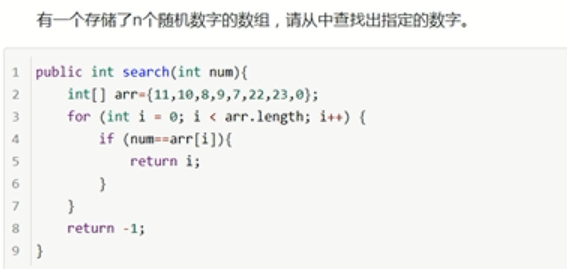 有一个存储了n个随机数字的数组，请从中查找出指定的数字。
1 public int search(int num){
2     int[] arr={11,10,8,9,7,22,23,0};
3     for (int i = 0; i < arr.length; i++) {
4         if (num==arr[i]){
5             return i;
6         }
7     }
8     return -1;
9 }